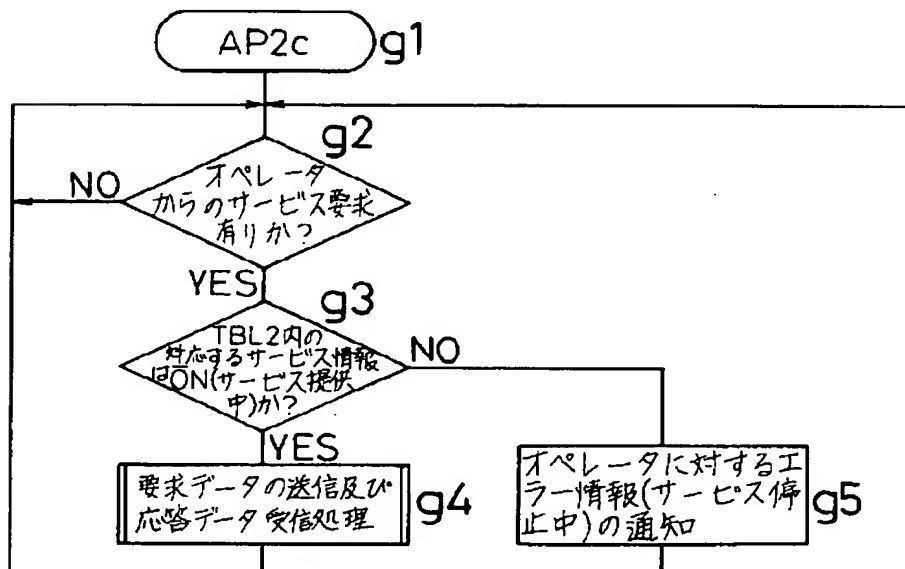 AP2c
g1
g2
オペレータ
からのサービス要求
有りか?
NO
YES
g3
TBL2内の
対応するサービス情報
はON(サービス提供
中)か?
NO
YES
要求データの送信及び
応答データ受信処理
g4
オペレータに対するエ
ラー情報(サービス停
止中)の通知
g5